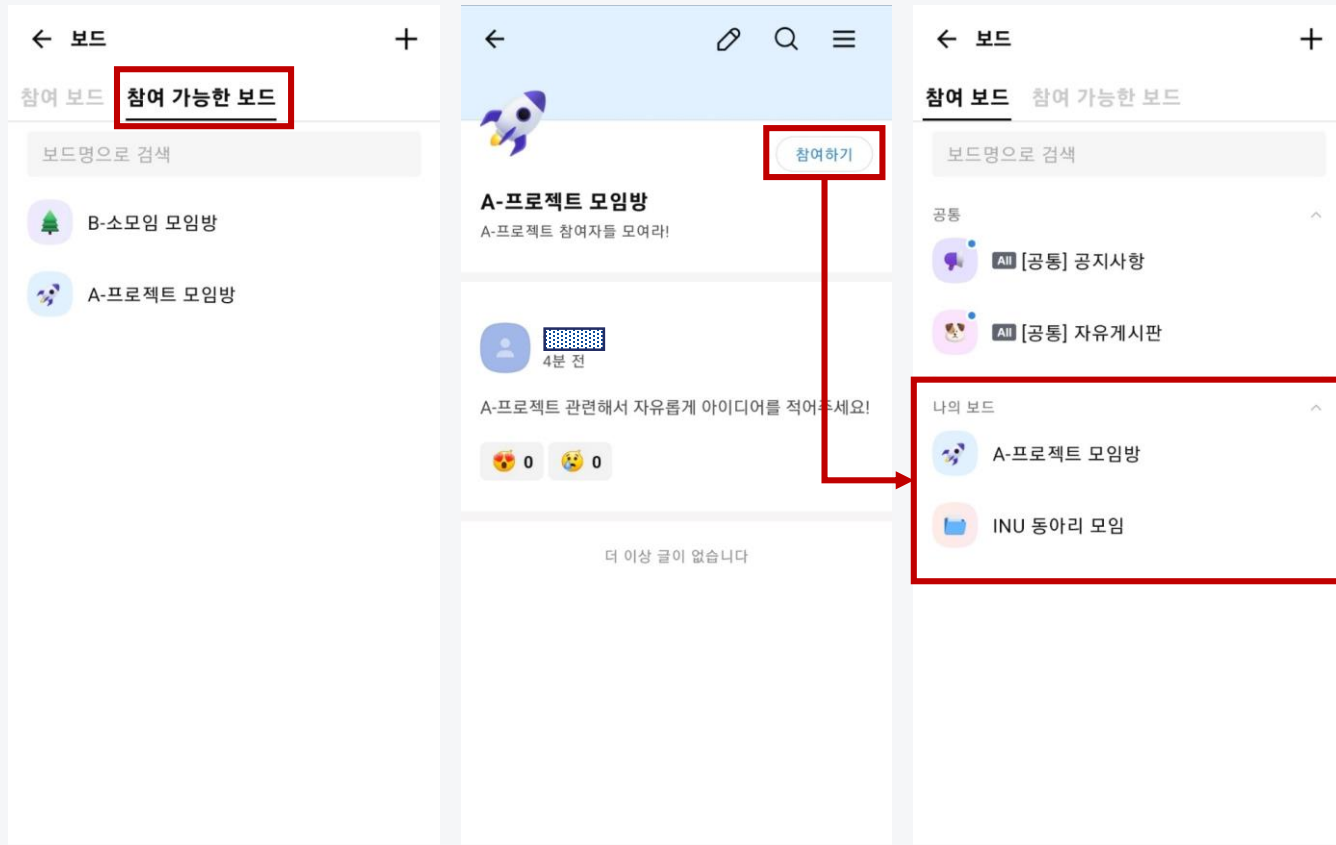 보드
참여 보드 참여 가능한 보드
보드명으로 검색
B-소모임 모임방
A-프로젝트 모임방
참여하기
A-프로젝트 모임방
A-프로젝트 참여자들 모여라!
4분 전
A-프로젝트 관련해서 자유롭게 아이디어를 적어주세요!
0 0
더 이상 글이 없습니다
보드
참여 보드 참여 가능한 보드
보드명으로 검색
공통
All [공통] 공지사항
All [공통] 자유게시판
나의 보드
A-프로젝트 모임방
INU 동아리 모임